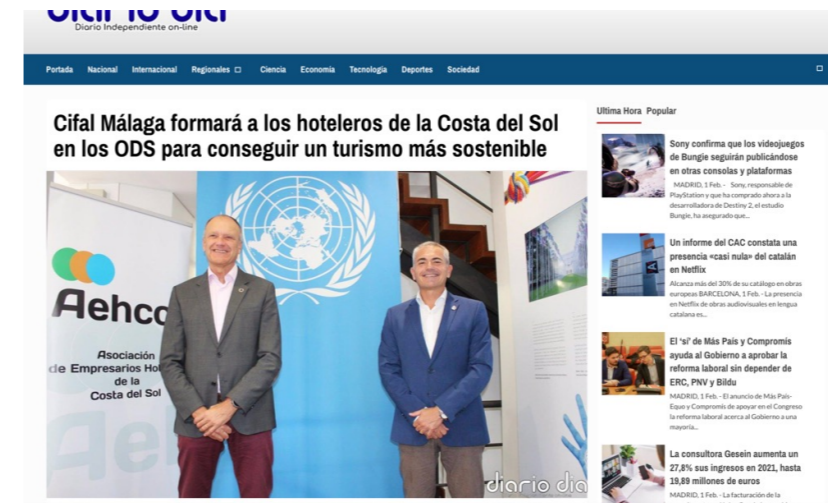 Diario Independiente on-line
Portada Nacional Internacional Regionales Ciencia Economía Tecnología Deportes Sociedad
Cifal Málaga formará a los hoteleros de la Costa del Sol
en los ODS para conseguir un turismo más sostenible
Aehco
Asociación
de Empresarios Ho
de la
Costa del Sol
diario dia
Ultima Hora Popular
Sony confirma que los videojuegos
de Bungie seguirán publicándose
en otras consolas y plataformas
MADRID, 1 Feb. - Sony, responsable de
PlayStation y que ha comprado ahora a la
desarrolladora de Destiny 2, el estudio
Bungie, ha asegurado que...
Un informe del CAC constata una
presencia «casi nula» del catalán
en Netflix
Alcanza más del 30% de su catálogo en obras
europeas BARCELONA, 1 Feb. - La presencia
en Netflix de obras audiovisuales en lengua
catalana es...
El 'sí' de Más País y Compromís
ayuda al Gobierno a aprobar la
reforma laboral sin depender de
ERC, PNV y Bildu
MADRID, 1 Feb. - El anuncio de Más País-
Equo y Compromís de apoyar en el Congreso
la reforma laboral acerca al Gobierno a una
mayoría...
La consultora Gesein aumenta un
27,8% sus ingresos en 2021, hasta
19,89 millones de euros
MADRID, 1 Feb. - La facturación de la